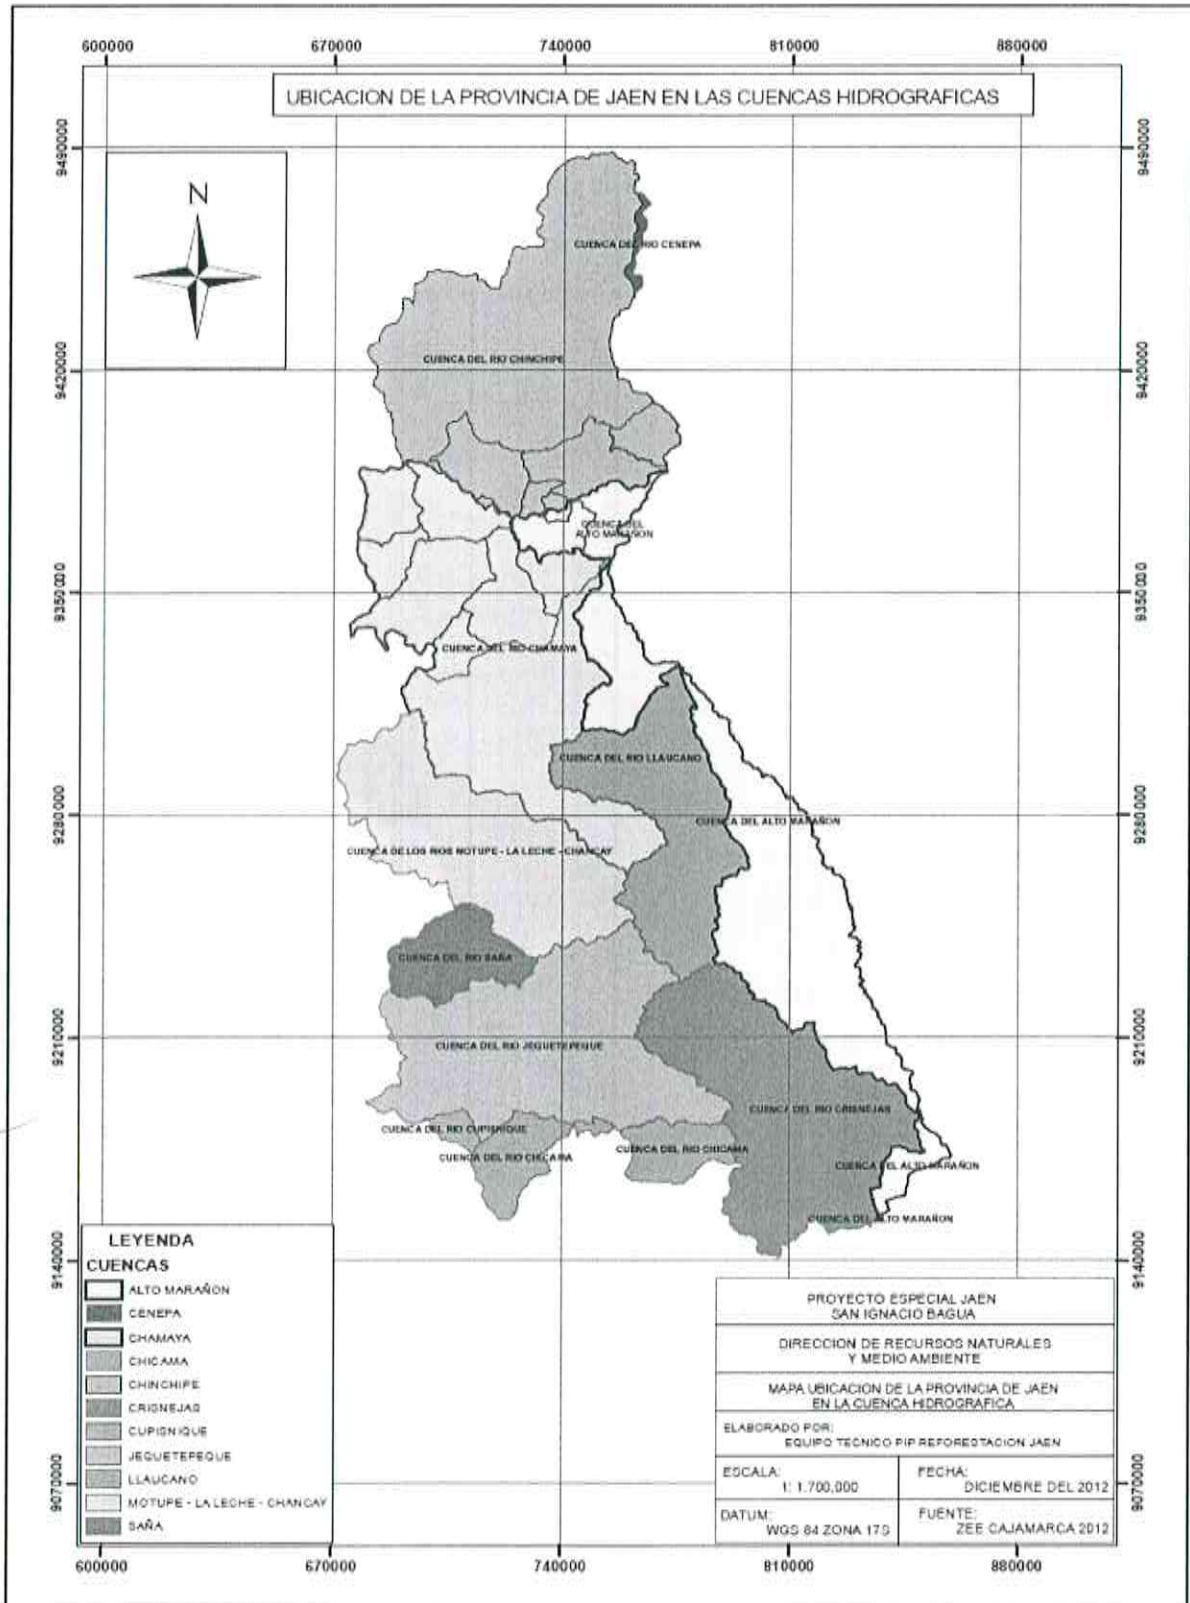 600000 670000 740000 810000 880000
UBICACION DE LA PROVINCIA DE JAEN EN LAS CUENCAS HIDROGRAFICAS
9490000 9490000
N
CUENCA DEL RIO CENEPA
CUENCA DEL RIO CHINCHIPE
9420000 9420000
CUENCA DEL
ALTO MARAÑON
9350000 9350000
CUENCA DEL RIO CHAMAYA
CUENCA DEL RIO LLAUCANO
9280000 9280000
CUENCA DEL ALTO MARAÑON
CUENCA DE LOS RIOS MOTUPE - LA LECHE - CHANCAY
CUENCA DEL RIO SAÑA
9210000 9210000
CUENCA DEL RIO JEQUETEPEQUE
CUENCA DEL RIO CRISNEJAS
CUENCA DEL RIO CUPISNIQUE
CUENCA DEL RIO CHICAMA
CUENCA DEL RIO CHICAMA
CUENCA DEL ALTO MARAÑON
CUENCA DEL ALTO MARAÑON
9140000 9140000
LEYENDA
CUENCAS
ALTO MARAÑON
CENEPA
CHAMAYA
CHICAMA
CHINCHIPE
CRISNEJAS
CUPISNIQUE
JEQUETEPEQUE
LLAUCANO
MOTUPE - LA LECHE - CHANCAY
SAÑA
PROYECTO ESPECIAL JAEN
SAN IGNACIO BAGUA
DIRECCION DE RECURSOS NATURALES
Y MEDIO AMBIENTE
MAPA UBICACION DE LA PROVINCIA DE JAEN
EN LA CUENCA HIDROGRAFICA
ELABORADO POR:
EQUIPO TECNICO PIP REFORESTACION JAEN
ESCALA:
1: 1.700,000
FECHA:
DICIEMBRE DEL 2012
DATUM:
WGS 84 ZONA 17S
FUENTE:
ZEE CAJAMARCA 2012
9070000 9070000
600000 670000 740000 810000 880000